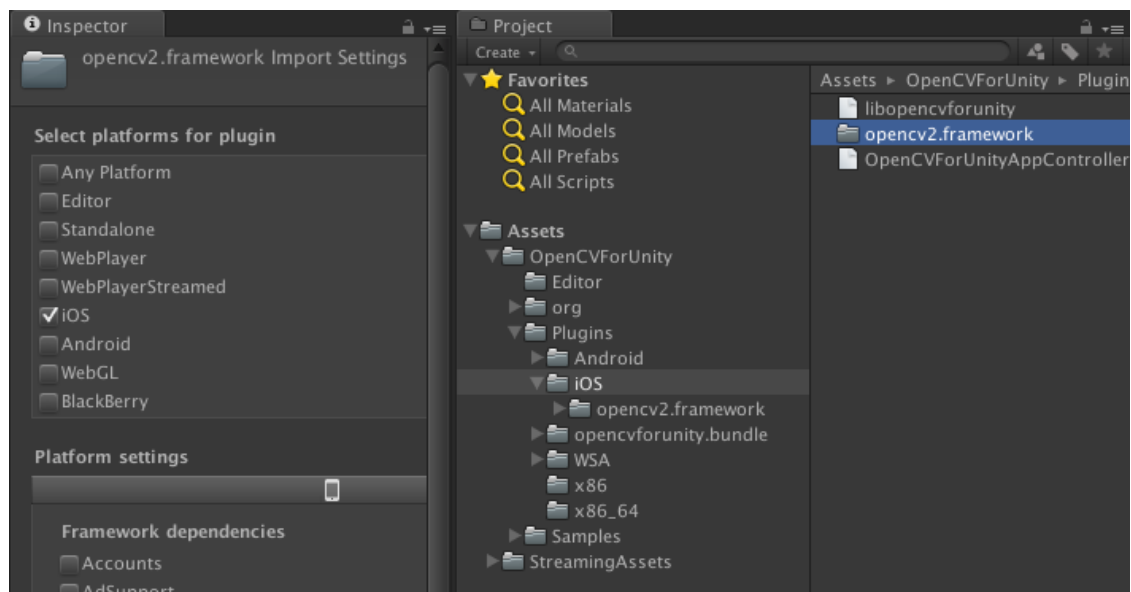 Inspector
opencv2.framework Import Settings
Select platforms for plugin
Any Platform
Editor
Standalone
WebPlayer
WebPlayerStreamed
iOS
Android
WebGL
BlackBerry
Platform settings
Framework dependencies
Accounts
AdSupport
Project
Create
Favorites
All Materials
All Models
All Prefabs
All Scripts
Assets
OpenCVForUnity
Editor
org
Plugins
Android
iOS
opencv2.framework
opencvforunity.bundle
WSA
x86
x86_64
Samples
StreamingAssets
Assets ▸ OpenCVForUnity ▸ Plugin
libopencvforunity
opencv2.framework
OpenCVForUnityAppController